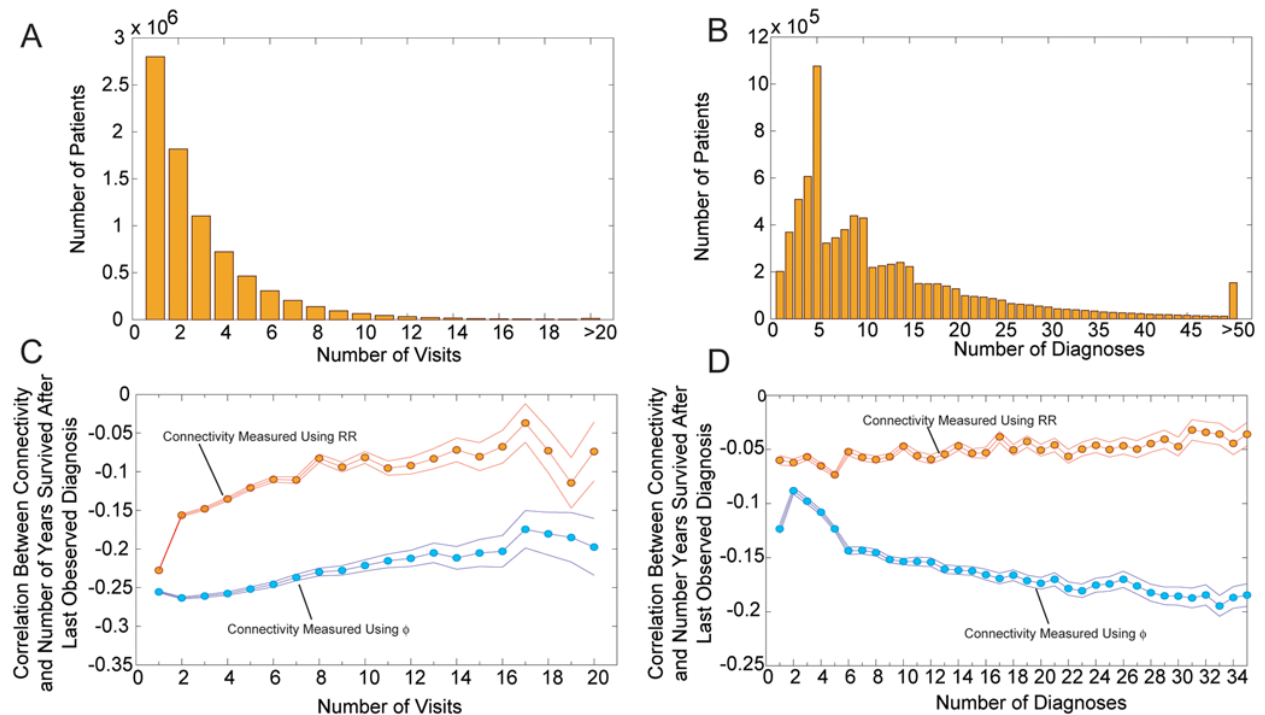 A
3 x 10^6
2.5
2
1.5
1
0.5
0
Number of Patients
0 2 4 6 8 10 12 14 16 18 >20
Number of Visits
B
12 x 10^5
10
8
6
4
2
0
Number of Patients
0 5 10 15 20 25 30 35 40 45 >50
Number of Diagnoses
C
0
-0.05
-0.1
-0.15
-0.2
-0.25
-0.3
-0.35
Correlation Between Connectivity
and Number of Years Survived After
Last Obeserved Diagnosis
Connectivity Measured Using RR
Connectivity Measured Using ϕ
0 2 4 6 8 10 12 14 16 18 20
Number of Visits
D
0
-0.05
-0.1
-0.15
-0.2
-0.25
Correlation Between Connectivity
and Number Years Survived After
Last Observed Diagnosis
Connectivity Measured Using RR
Connectivity Measured Using ϕ
0 2 4 6 8 10 12 14 16 18 20 22 24 26 28 30 32 34
Number of Diagnoses